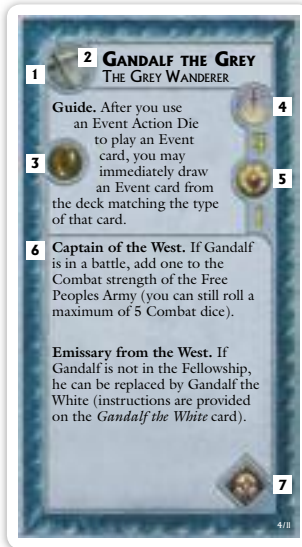 GANDALF THE GREY
THE GREY WANDERER
1
2
Guide. After you use
an Event Action Die
to play an Event
card, you may
immediately draw
an Event card from
the deck matching the type
of that card.
3
4
5
6
Captain of the West. If Gandalf
is in a battle, add one to the
Combat strength of the Free
Peoples Army (you can still roll a
maximum of 5 Combat dice).
Emissary from the West. If
Gandalf is not in the Fellowship,
he can be replaced by Gandalf the
White (instructions are provided
on the Gandalf the White card).
7
4/11